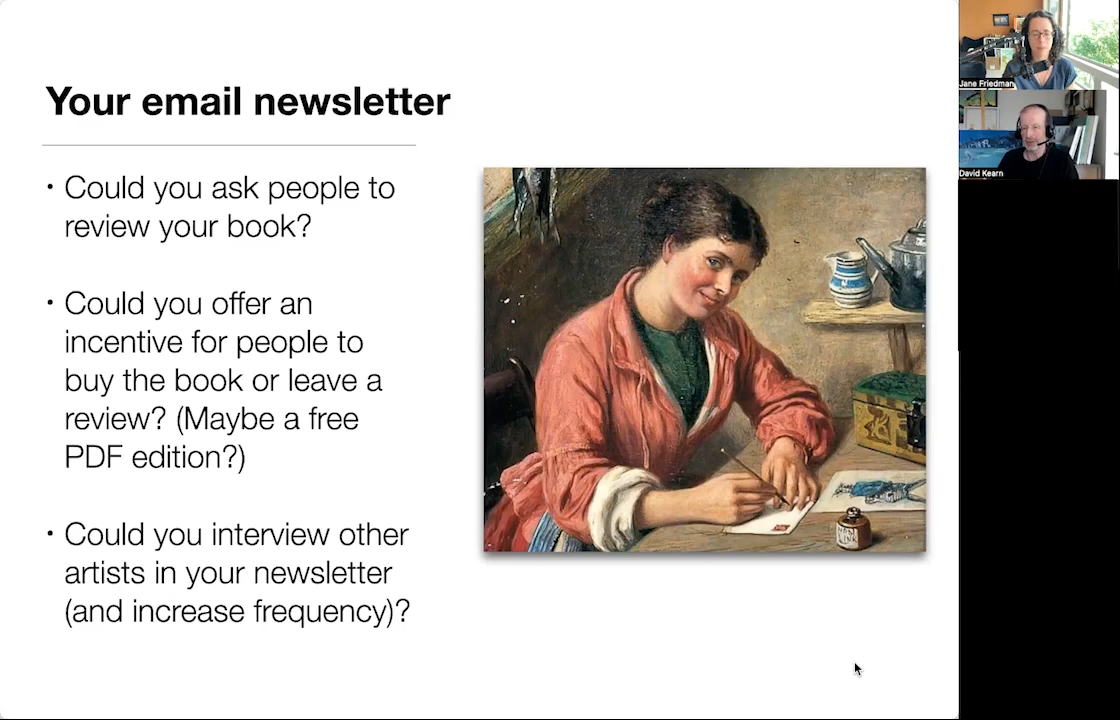 Your email newsletter
• Could you ask people to
review your book?
• Could you offer an
incentive for people to
buy the book or leave a
review? (Maybe a free
PDF edition?)
• Could you interview other
artists in your newsletter
(and increase frequency)?
INK
Jane Friedman
David Kearn